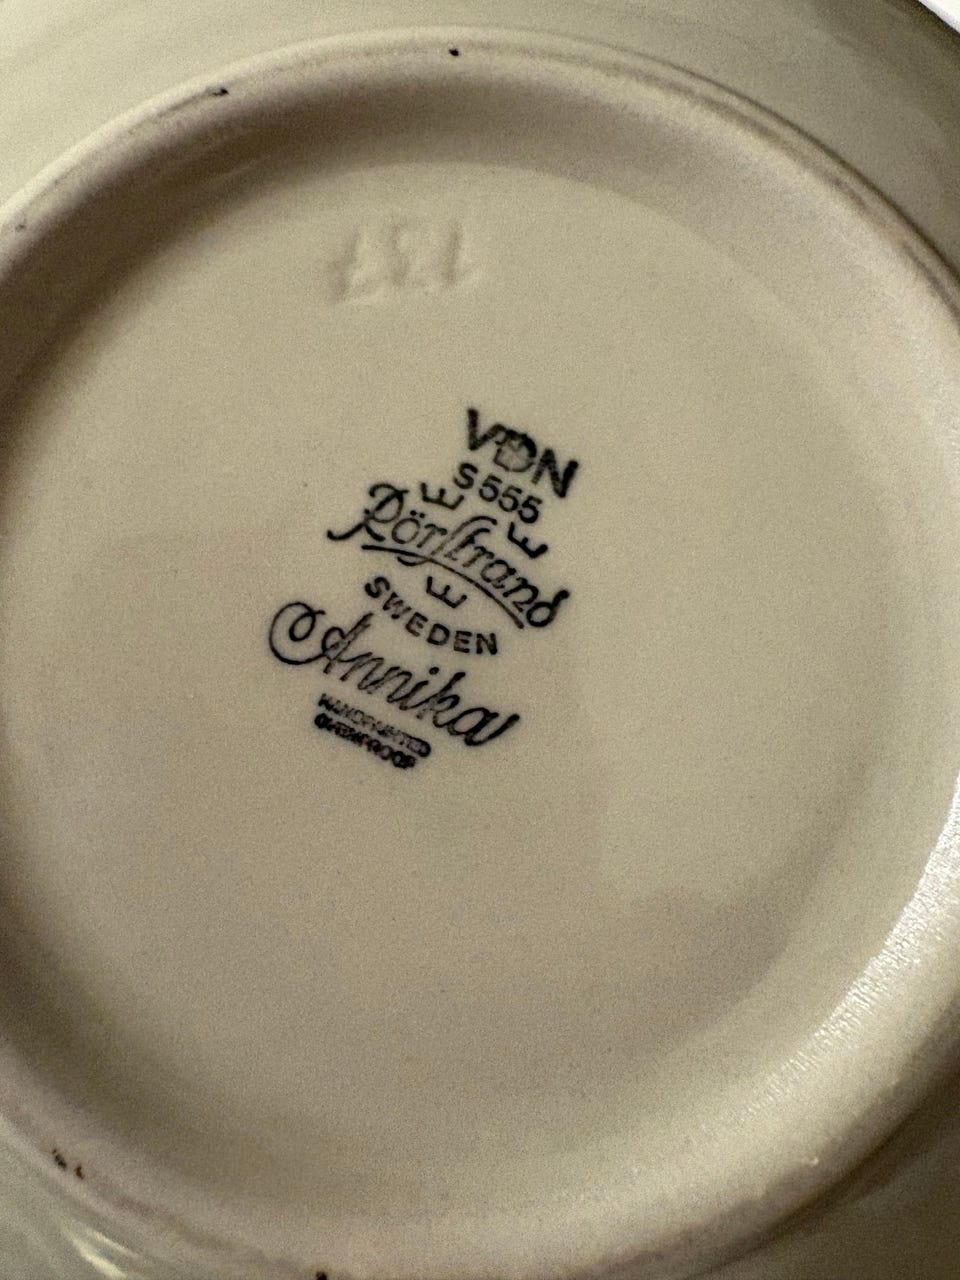 VDN
S 555
Rörstrand
SWEDEN
Annika
HANDPAINTED
OVENPROOF